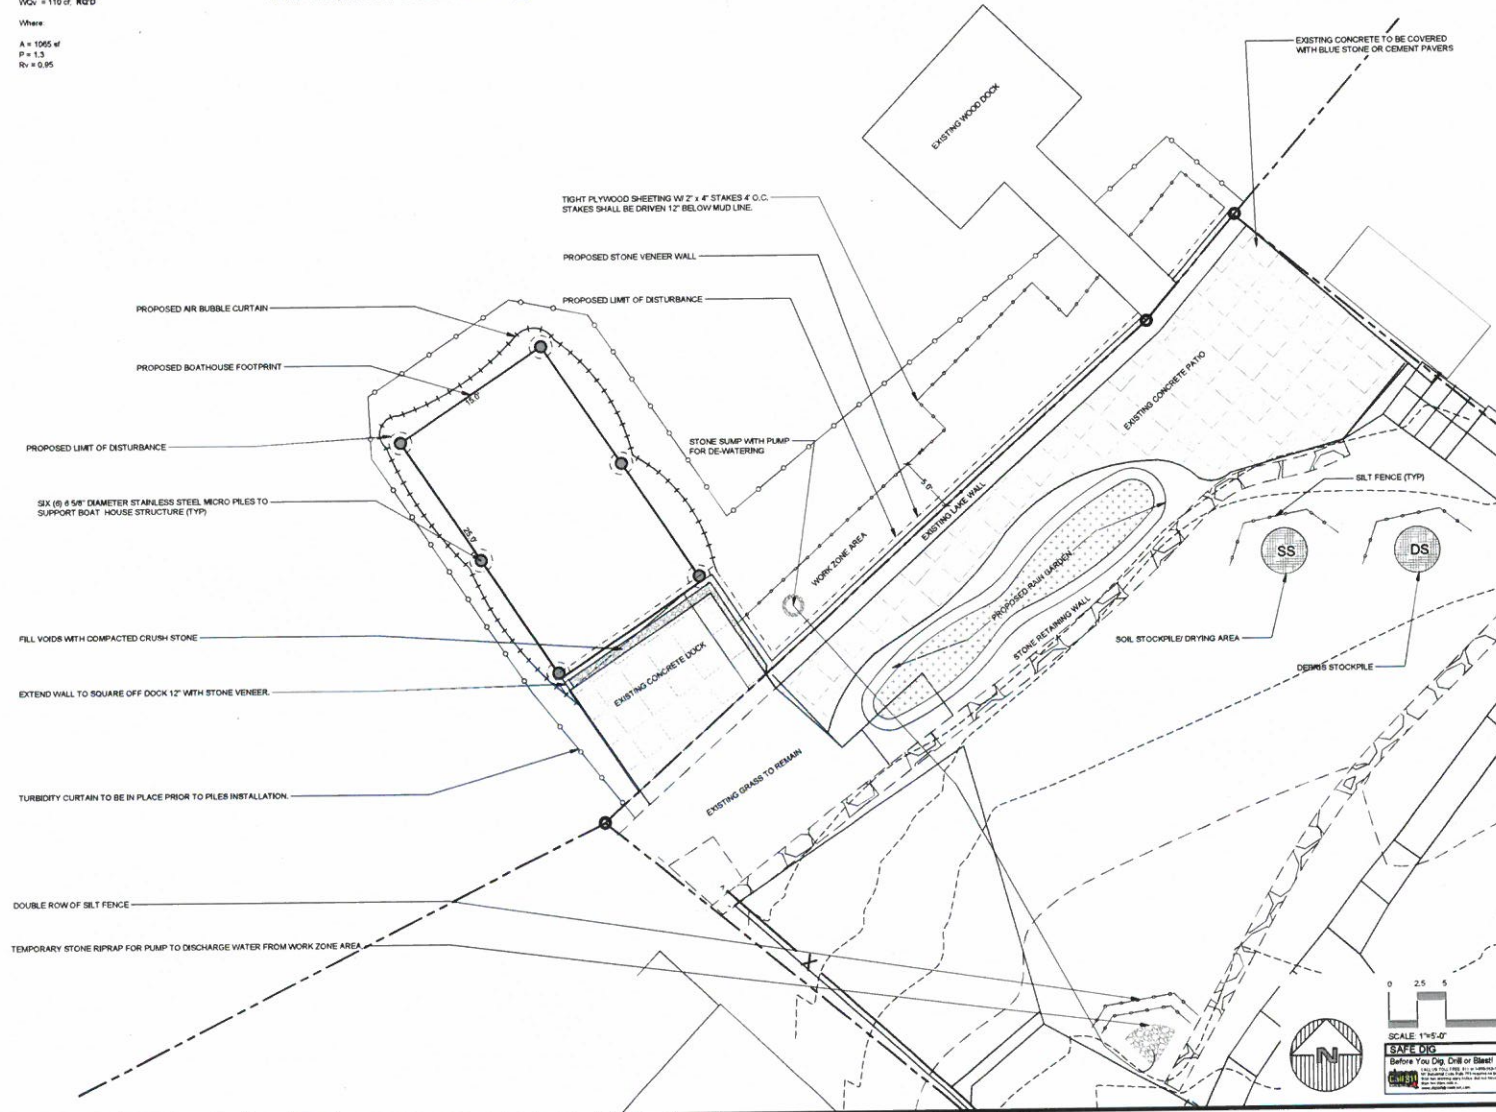 WQv = 110 cf, RQ'D
Where:
A = 1065 sf
P = 1.3
Rv = 0.95
EXISTING CONCRETE TO BE COVERED
WITH BLUE STONE OR CEMENT PAVERS
EXISTING WOOD DOCK
TIGHT PLYWOOD SHEETING W/ 2" x 4" STAKES 4' O.C.
STAKES SHALL BE DRIVEN 12" BELOW MUD LINE.
PROPOSED STONE VENEER WALL
PROPOSED LIMIT OF DISTURBANCE
PROPOSED AIR BUBBLE CURTAIN
PROPOSED BOATHOUSE FOOTPRINT
15.0'
EXISTING CONCRETE PATIO
PROPOSED LIMIT OF DISTURBANCE
STONE SUMP WITH PUMP
FOR DE-WATERING
SILT FENCE (TYP)
5.0'
SIX (6) 6 5/8" DIAMETER STAINLESS STEEL MICRO PILES TO
SUPPORT BOAT HOUSE STRUCTURE (TYP)
25.0'
EXISTING LAKE WALL
WORK ZONE AREA
SS
DS
PROPOSED RAIN GARDEN
STONE RETAINING WALL
FILL VOIDS WITH COMPACTED CRUSH STONE
SOIL STOCKPILE/ DRYING AREA
DEBRIS STOCKPILE
EXISTING CONCRETE DOCK
EXTEND WALL TO SQUARE OFF DOCK 12" WITH STONE VENEER.
EXISTING GRASS TO REMAIN
TURBIDITY CURTAIN TO BE IN PLACE PRIOR TO PILES INSTALLATION.
DOUBLE ROW OF SILT FENCE
TEMPORARY STONE RIPRAP FOR PUMP TO DISCHARGE WATER FROM WORK ZONE AREA.
X
N
0 2.5 5
SCALE: 1"=5'-0"
SAFE DIG
Before You Dig, Drill or Blast!